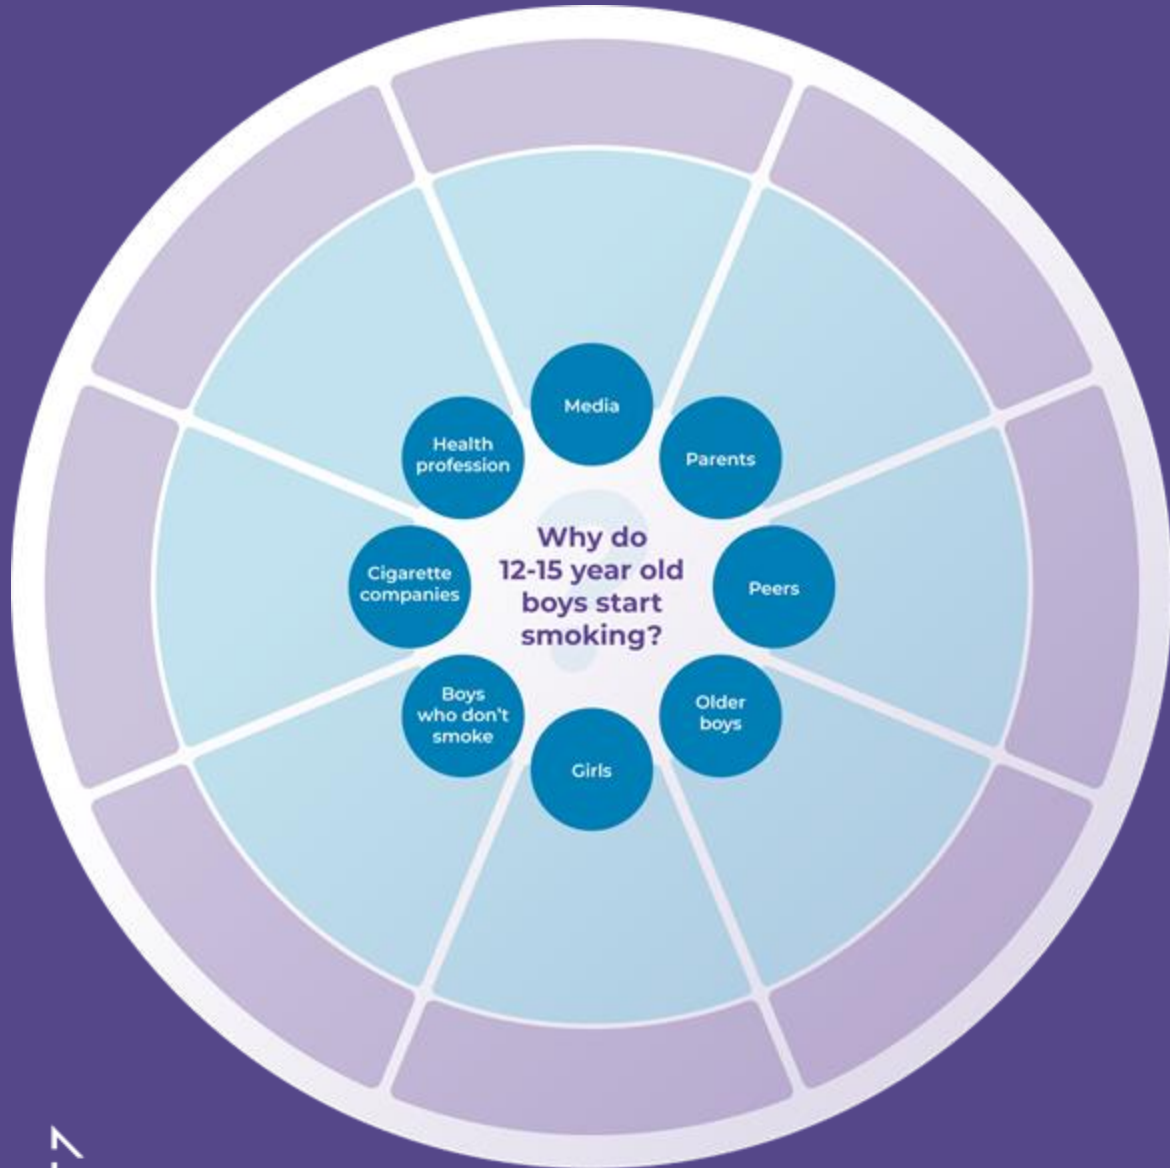 Media
Parents
Peers
Older
boys
Girls
Boys
who don't
smoke
Cigarette
companies
Health
profession
Why do
12-15 year old
boys start
smoking?